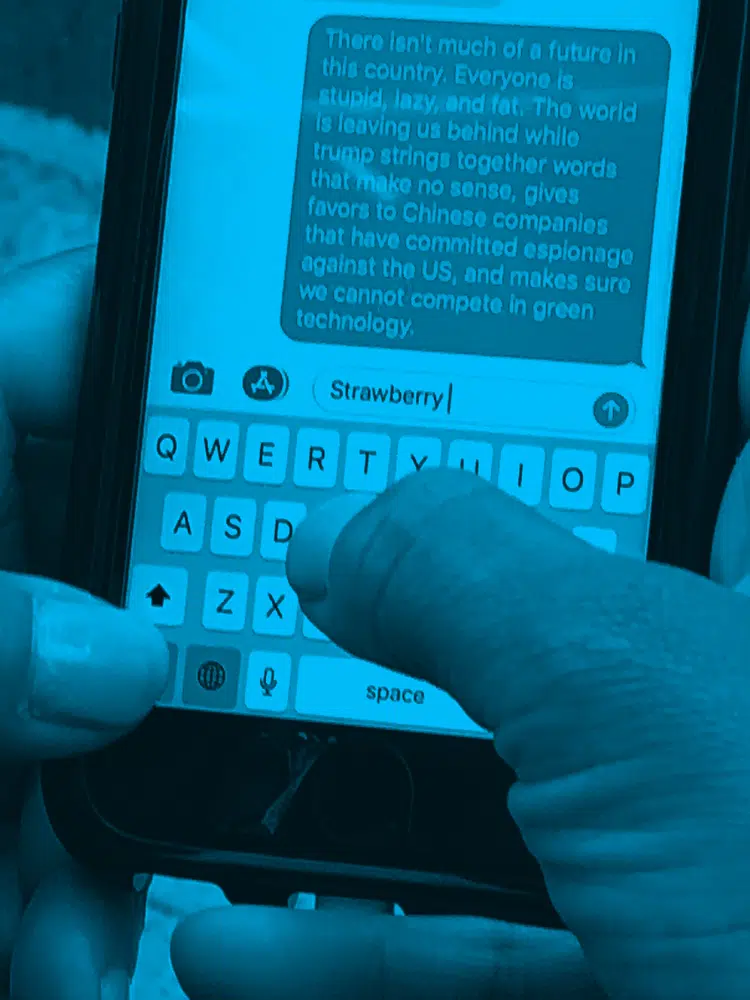 There isn't much of a future in
this country. Everyone is
stupid, lazy, and fat. The world
is leaving us behind while
trump strings together words
that make no sense, gives
favors to Chinese companies
that have committed espionage
against the US, and makes sure
we cannot compete in green
technology.
Strawberry
Q W E R T Y U I O P
A S D
Z X
space